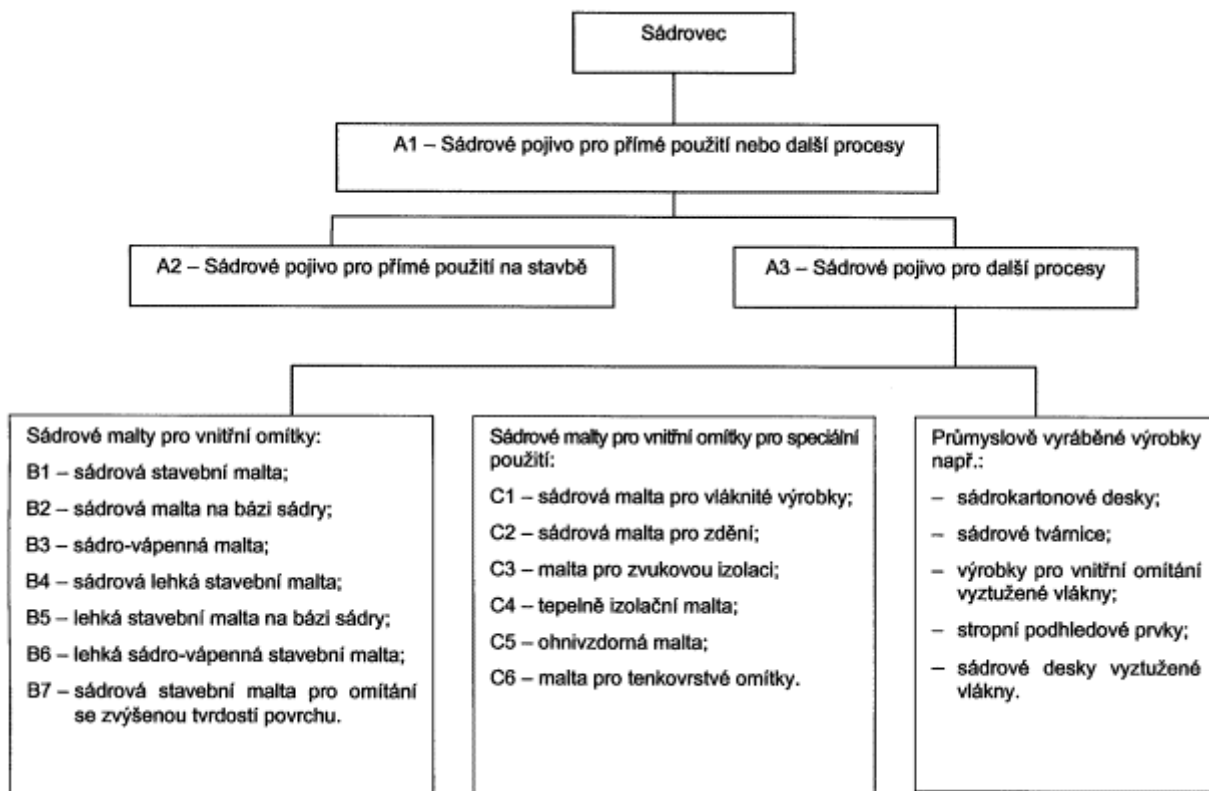 Sádrovec
A1 – Sádrové pojivo pro přímé použití nebo další procesy
A2 – Sádrové pojivo pro přímé použití na stavbě
A3 – Sádrové pojivo pro další procesy
Sádrové malty pro vnitřní omítky:
B1 – sádrová stavební malta;
B2 – sádrová malta na bázi sádry;
B3 – sádro-vápenná malta;
B4 – sádrová lehká stavební malta;
B5 – lehká stavební malta na bázi sádry;
B6 – lehká sádro-vápenná stavební malta;
B7 – sádrová stavební malta pro omítání
se zvýšenou tvrdostí povrchu.
Sádrové malty pro vnitřní omítky pro speciální
použití:
C1 – sádrová malta pro vláknité výrobky;
C2 – sádrová malta pro zdění;
C3 – malta pro zvukovou izolaci;
C4 – tepelně izolační malta;
C5 – ohnivzdorná malta;
C6 – malta pro tenkovrstvé omítky.
Průmyslově vyráběné výrobky
např.:
– sádrokartonové desky;
– sádrové tvárnice;
– výrobky pro vnitřní omítání
vyztužené vlákny;
– stropní podhledové prvky;
– sádrové desky vyztužené
vlákny.